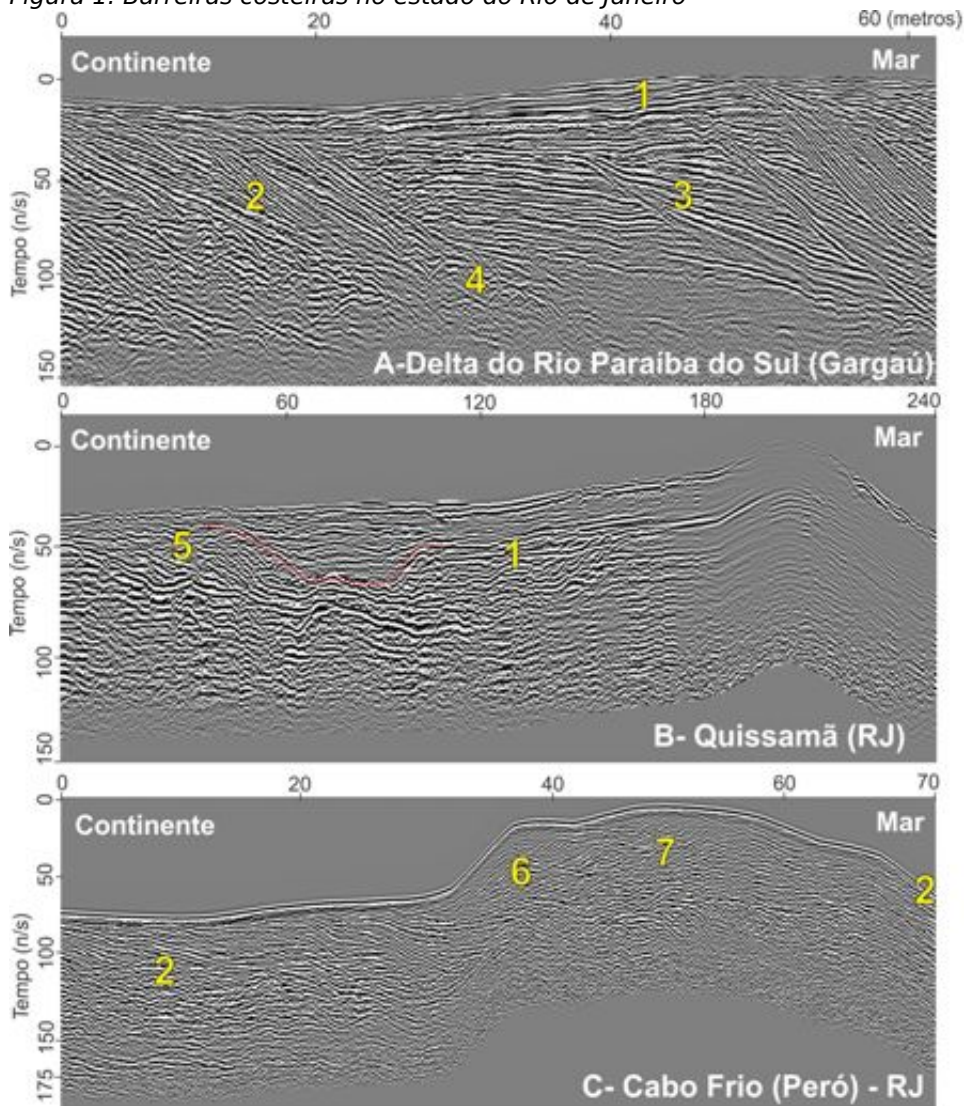 Figura 1: Barreiras costeiras no estado do Rio de Janeiro
0 20 40 60 (metros)
Continente Mar
0
50
100
150
Tempo (n/s)
1
2
3
4
A-Delta do Rio Paraíba do Sul (Gargaú)
0 60 120 180 240
Continente Mar
0
50
100
150
Tempo (n/s)
5
1
B- Quissamã (RJ)
0 20 40 60 70
Continente Mar
0
50
100
150
175
Tempo (n/s)
6
7
2
2
C- Cabo Frio (Peró) - RJ